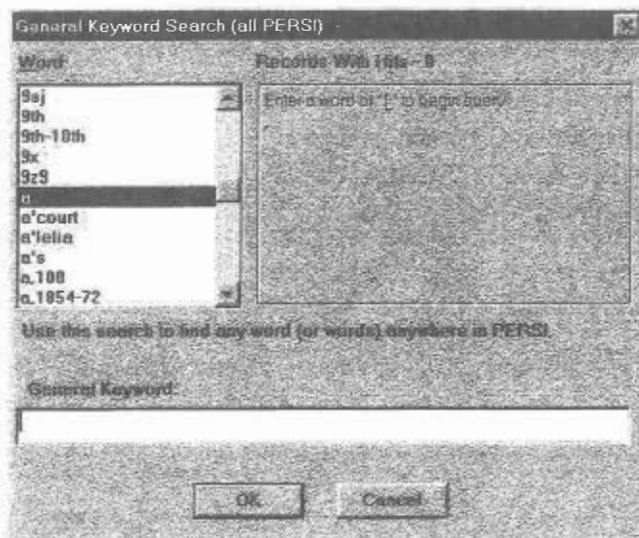 General Keyword Search (all PERSI)
Word
Records With Hits - 0
9sj
9th
9th-10th
9x
9z9
a
a'court
a'lelia
a's
a.100
a.1854-72
Enter a word or "[" to begin query
Use this search to find any word (or words) anywhere in PERSI.
General Keyword:
OK
Cancel